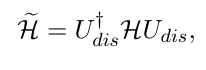 $\widetilde{\mathcal{H}} = U_{dis}^{\dagger} \mathcal{H} U_{dis},$